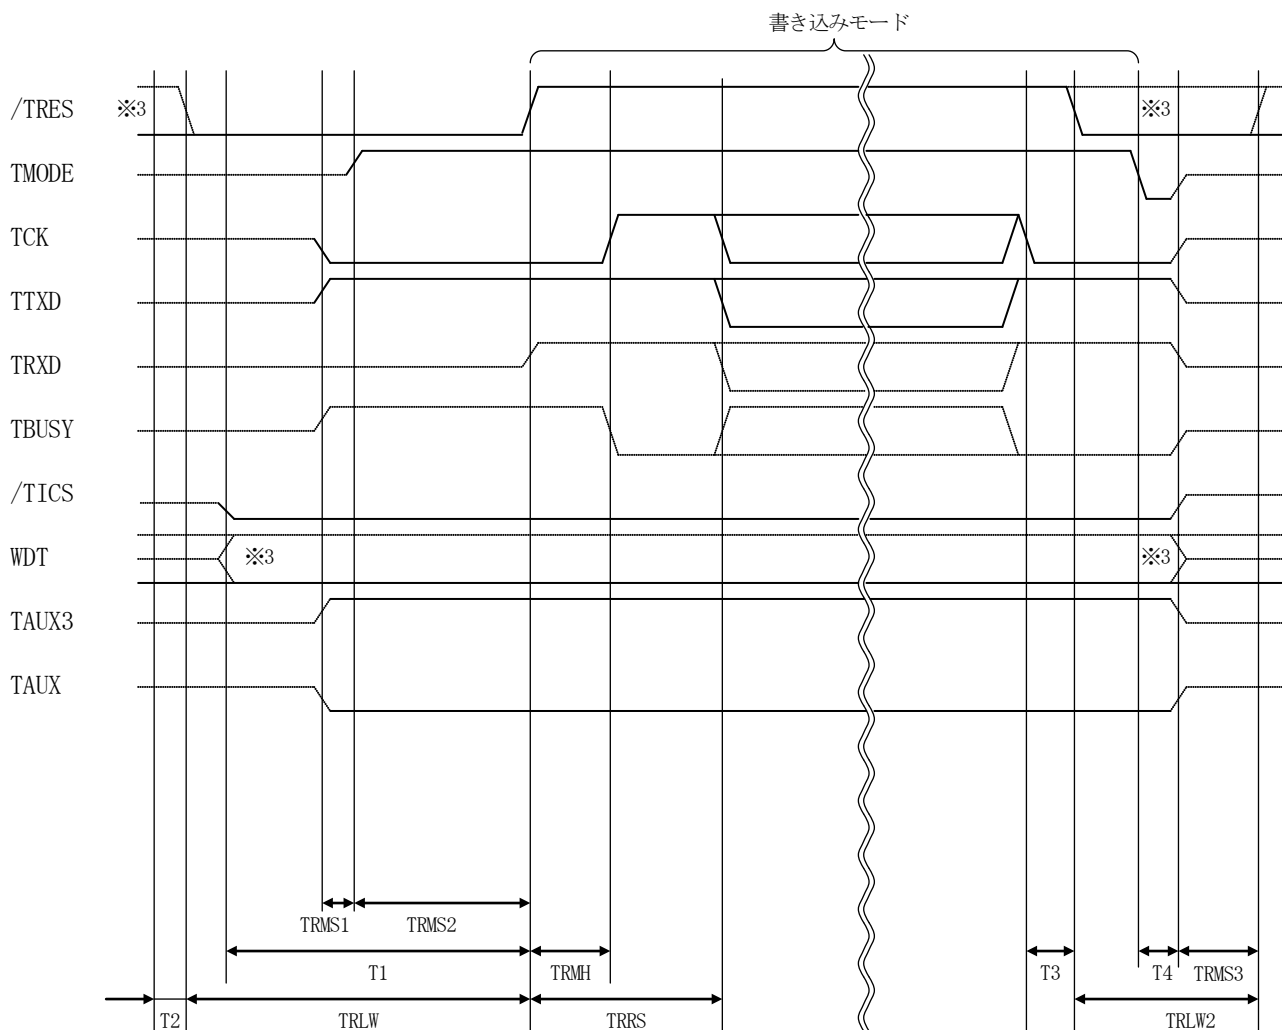 書き込みモード
/TRES ※3 ※3
TMODE
TCK
TTXD
TRXD
TBUSY
/TICS
WDT ※3 ※3
TAUX3
TAUX
TRMS1 TRMS2
T1 TRMH T3 T4 TRMS3
T2 TRLW TRRS TRLW2